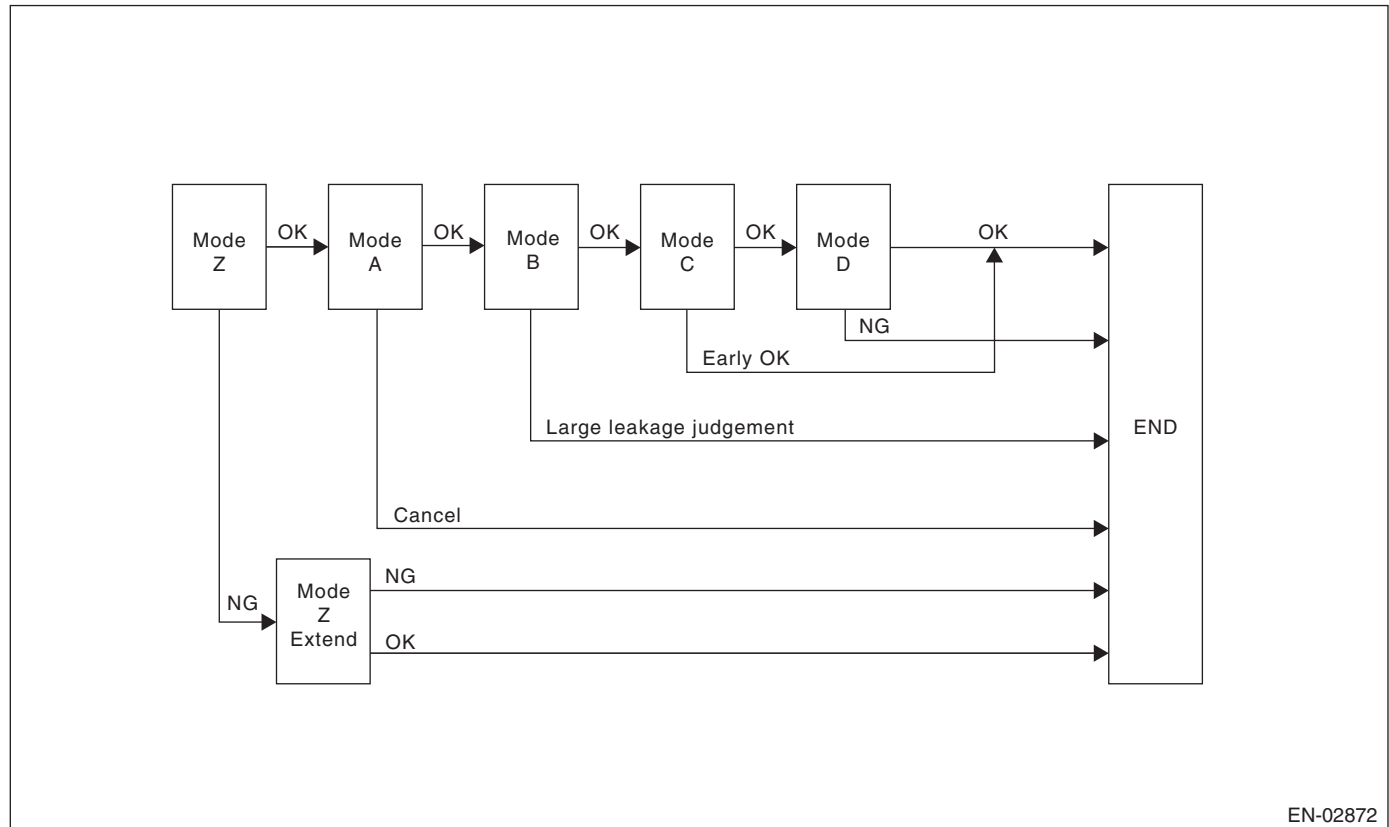 Mode
Z
OK
Mode
A
OK
Mode
B
OK
Mode
C
OK
Mode
D
OK
NG
Early OK
Large leakage judgement
END
Cancel
NG
Mode
Z
Extend
NG
OK
EN-02872